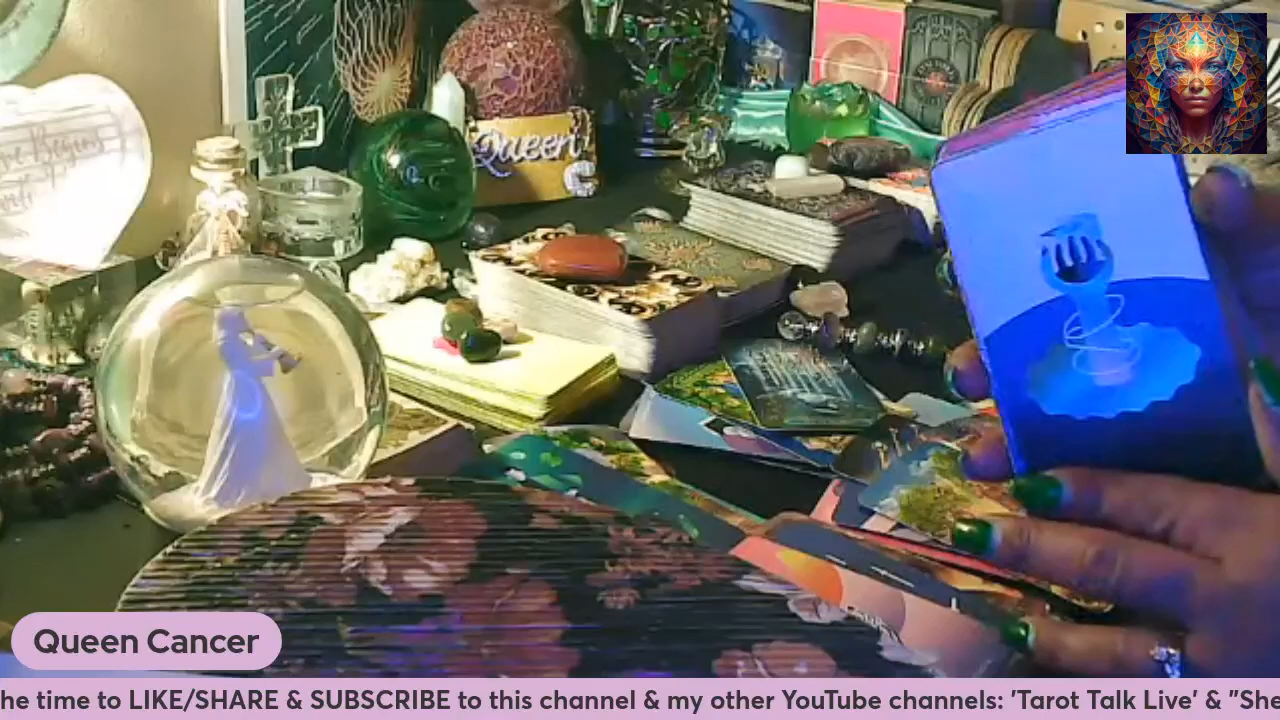 Begins
Queen
Queen Cancer
he time to LIKE/SHARE & SUBSCRIBE to this channel & my other YouTube channels: 'Tarot Talk Live' & "She